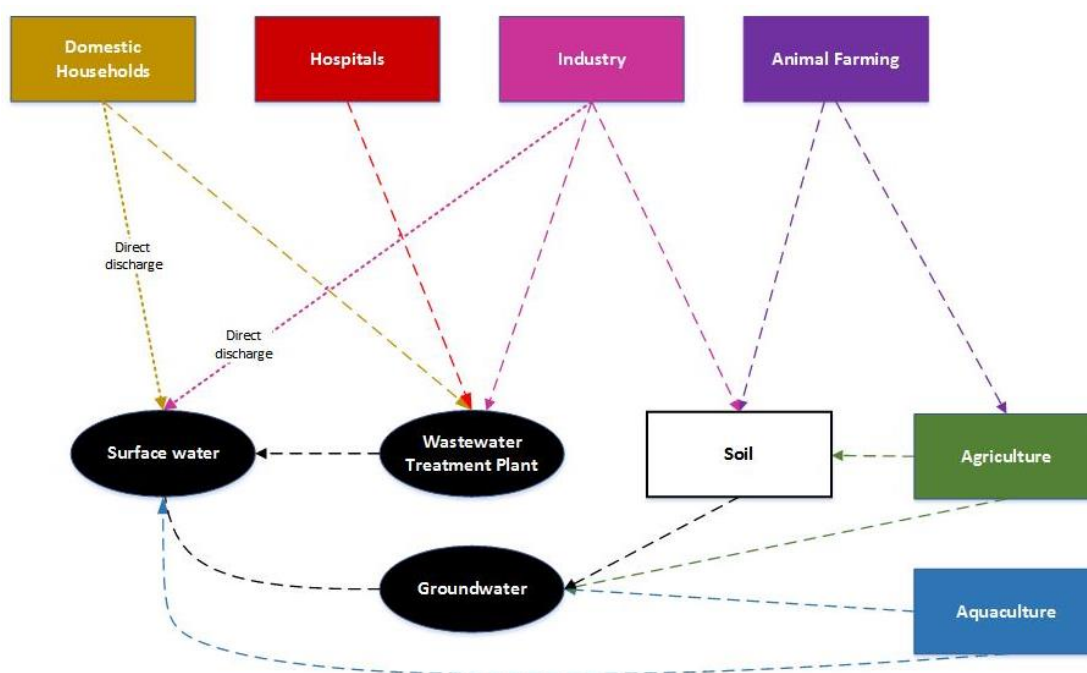 Domestic
Households
Hospitals
Industry
Animal Farming
Direct
discharge
Direct
discharge
Surface water
Wastewater
Treatment Plant
Soil
Agriculture
Groundwater
Aquaculture